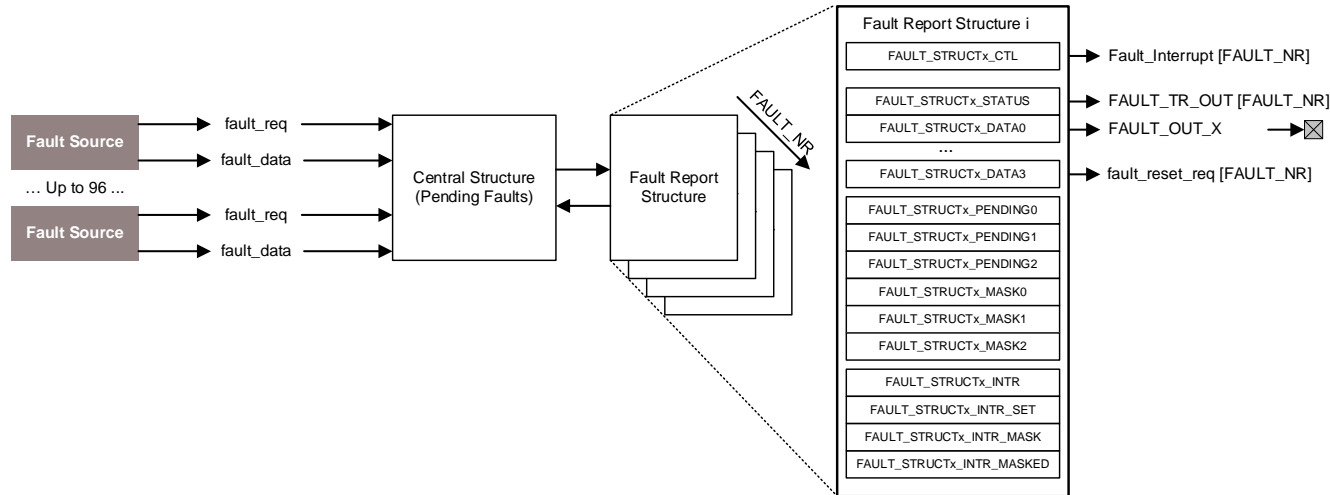 Fault Source
... Up to 96 ...
Fault Source
fault_req
fault_data
fault_req
fault_data
Central Structure
(Pending Faults)
Fault Report
Structure
FAULT_NR
Fault Report Structure i
FAULT_STRUCTx_CTL
FAULT_STRUCTx_STATUS
FAULT_STRUCTx_DATA0
...
FAULT_STRUCTx_DATA3
FAULT_STRUCTx_PENDING0
FAULT_STRUCTx_PENDING1
FAULT_STRUCTx_PENDING2
FAULT_STRUCTx_MASK0
FAULT_STRUCTx_MASK1
FAULT_STRUCTx_MASK2
FAULT_STRUCTx_INTR
FAULT_STRUCTx_INTR_SET
FAULT_STRUCTx_INTR_MASK
FAULT_STRUCTx_INTR_MASKED
Fault_Interrupt [FAULT_NR]
FAULT_TR_OUT [FAULT_NR]
FAULT_OUT_X
fault_reset_req [FAULT_NR]